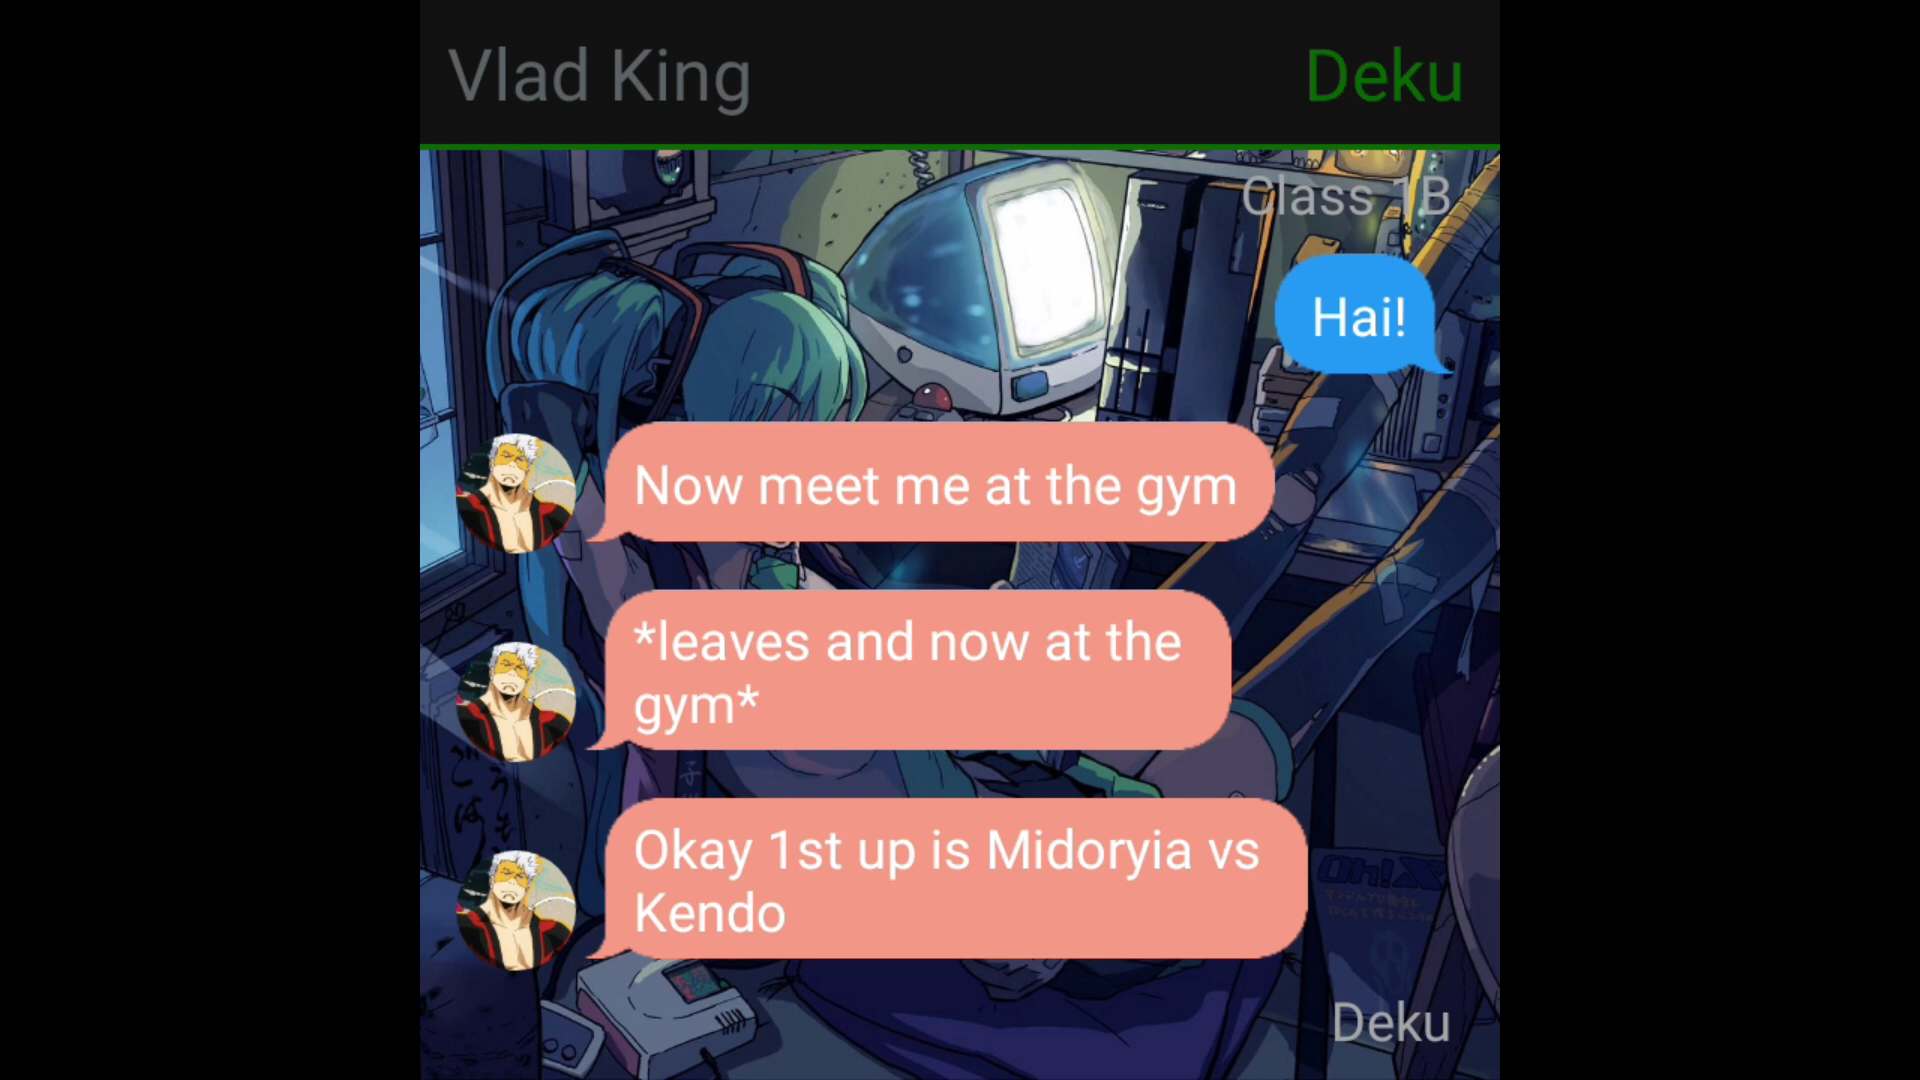 Vlad King
Deku
Class 1B
Hai!
Now meet me at the gym
*leaves and now at the
gym*
Okay 1st up is Midoryia vs
Kendo
Oh!X
Deku